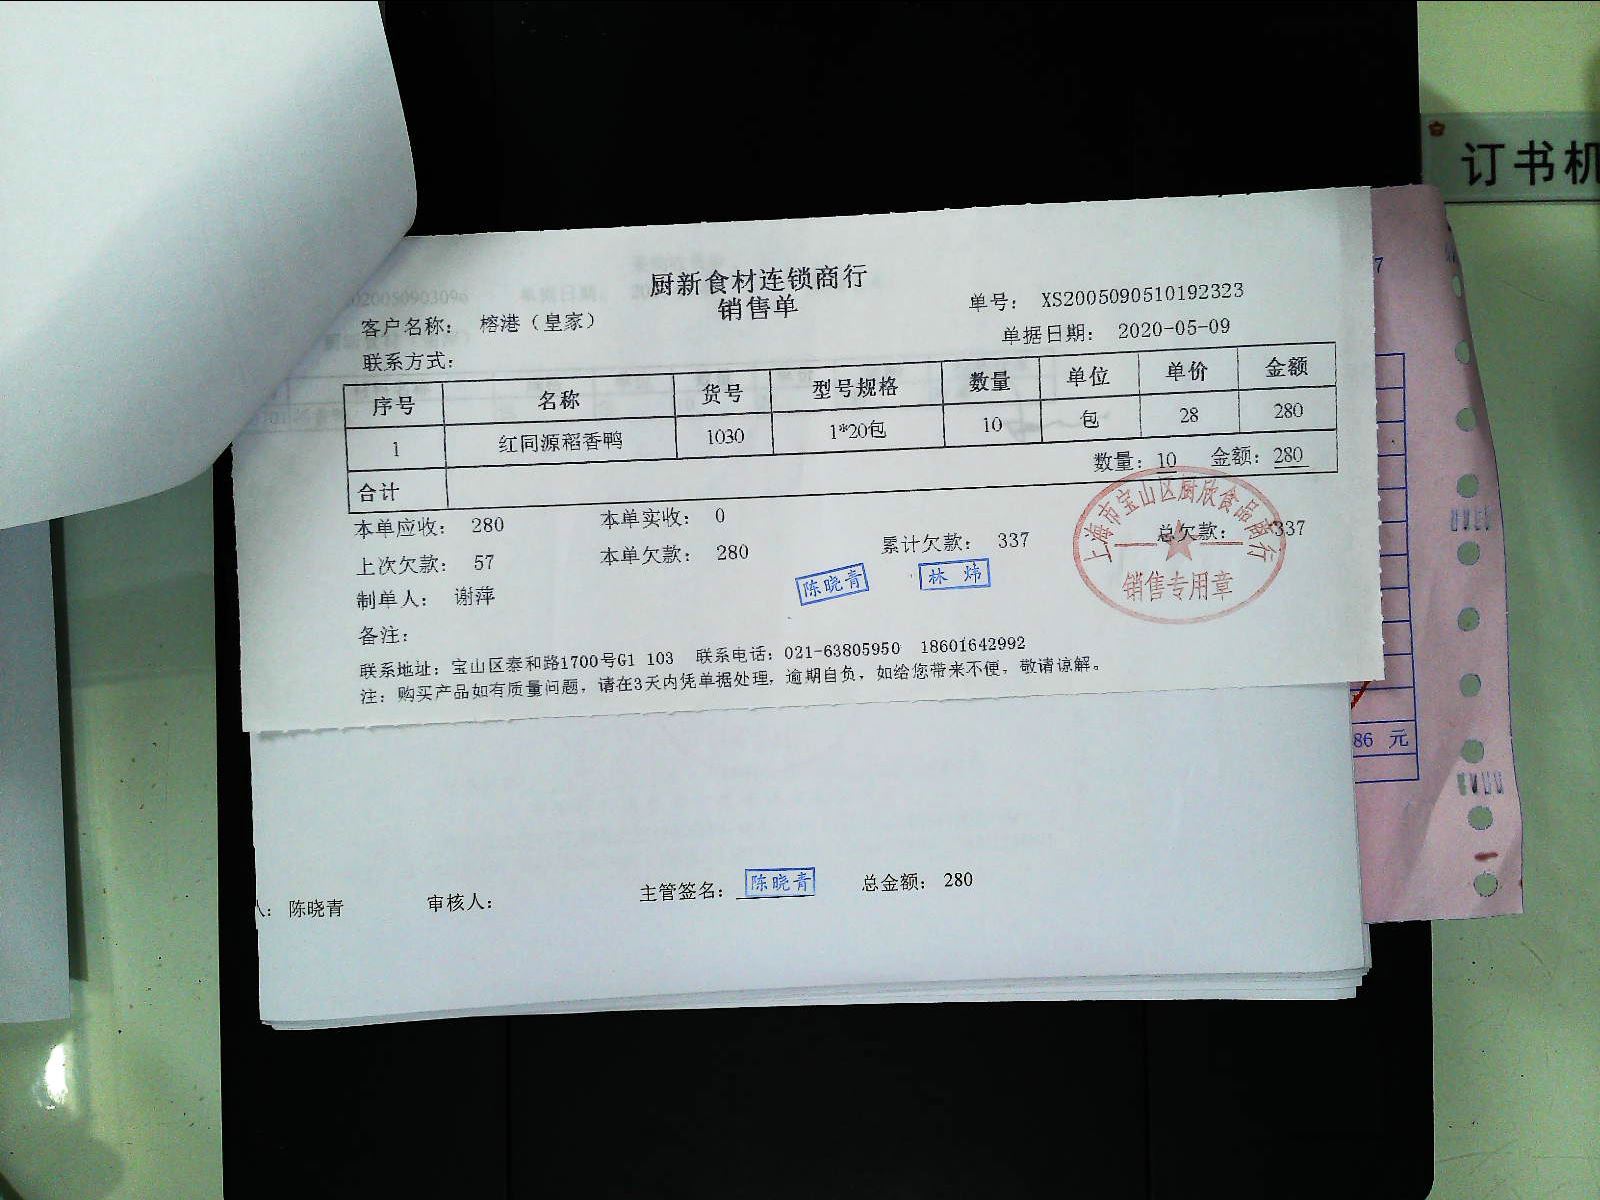 订书机
厨新食材连锁商行
销售单
单号： XS2005090510192323
客户名称： 榕港（皇家）
单据日期： 2020-05-09
联系方式：
序号 名称 货号 型号规格 数量 单位 单价 金额
1 红同源稻香鸭 1030 1*20包 10 包 28 280
合计 数量：10 金额：280
本单应收： 280 本单实收： 0
上次欠款： 57 本单欠款： 280 累计欠款： 337 总欠款： 337
制单人： 谢萍
陈晓青 林 炜
上海市宝山区厨欣食品商行
销售专用章
备注：
联系地址：宝山区泰和路1700号G1 103 联系电话：021-63805950 18601642992
注：购买产品如有质量问题，请在3天内凭单据处理，逾期自负，如给您带来不便，敬请谅解。
86 元
陈晓青 审核人： 主管签名： 陈晓青 总金额： 280